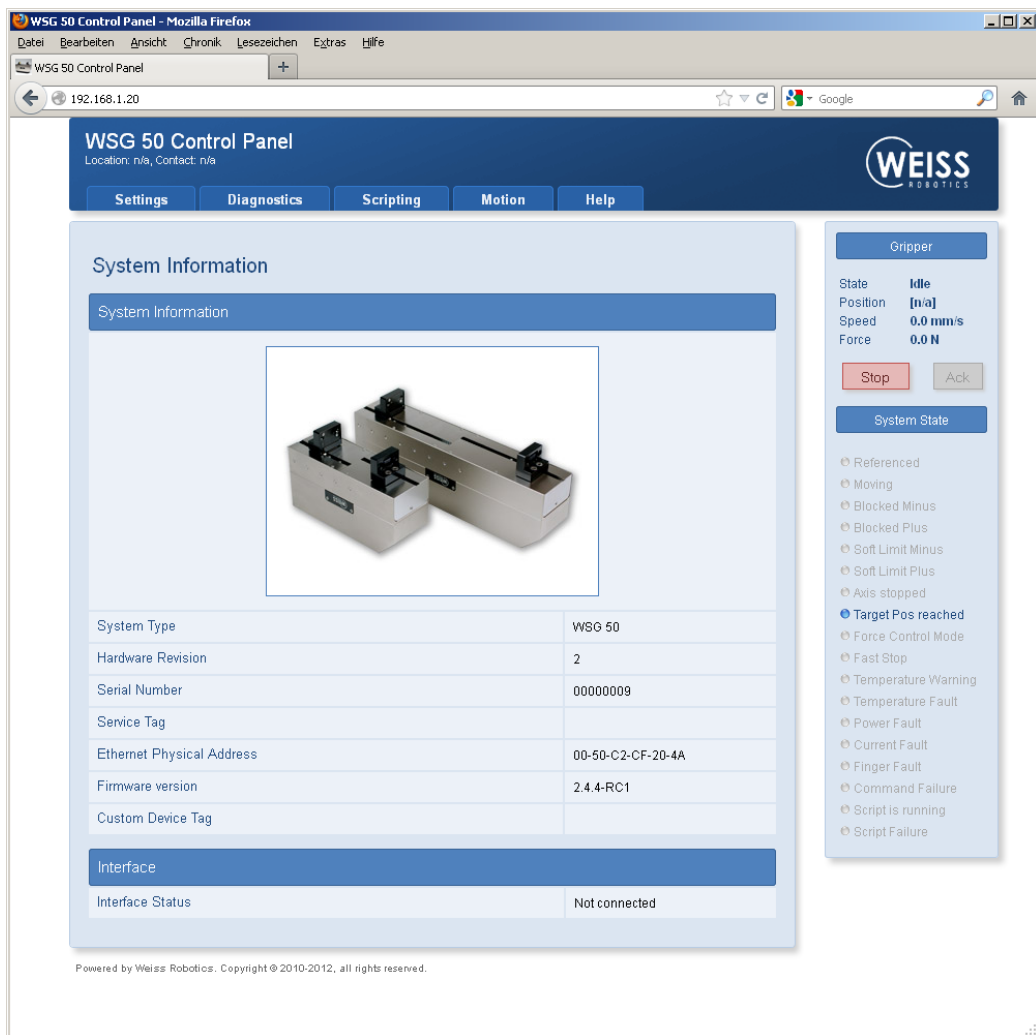 WSG 50 Control Panel - Mozilla Firefox
Datei Bearbeiten Ansicht Chronik Lesezeichen Extras Hilfe
WSG 50 Control Panel
192.168.1.20
Google
WSG 50 Control Panel
Location: n/a, Contact: n/a
WEISS
ROBOTICS
Settings Diagnostics Scripting Motion Help
System Information
System Information
System Type WSG 50
Hardware Revision 2
Serial Number 00000009
Service Tag
Ethernet Physical Address 00-50-C2-CF-20-4A
Firmware version 2.4.4-RC1
Custom Device Tag
Interface
Interface Status Not connected
Gripper
State Idle
Position [n/a]
Speed 0.0 mm/s
Force 0.0 N
Stop Ack
System State
Referenced
Moving
Blocked Minus
Blocked Plus
Soft Limit Minus
Soft Limit Plus
Axis stopped
Target Pos reached
Force Control Mode
Fast Stop
Temperature Warning
Temperature Fault
Power Fault
Current Fault
Finger Fault
Command Failure
Script is running
Script Failure
Powered by Weiss Robotics. Copyright © 2010-2012, all rights reserved.